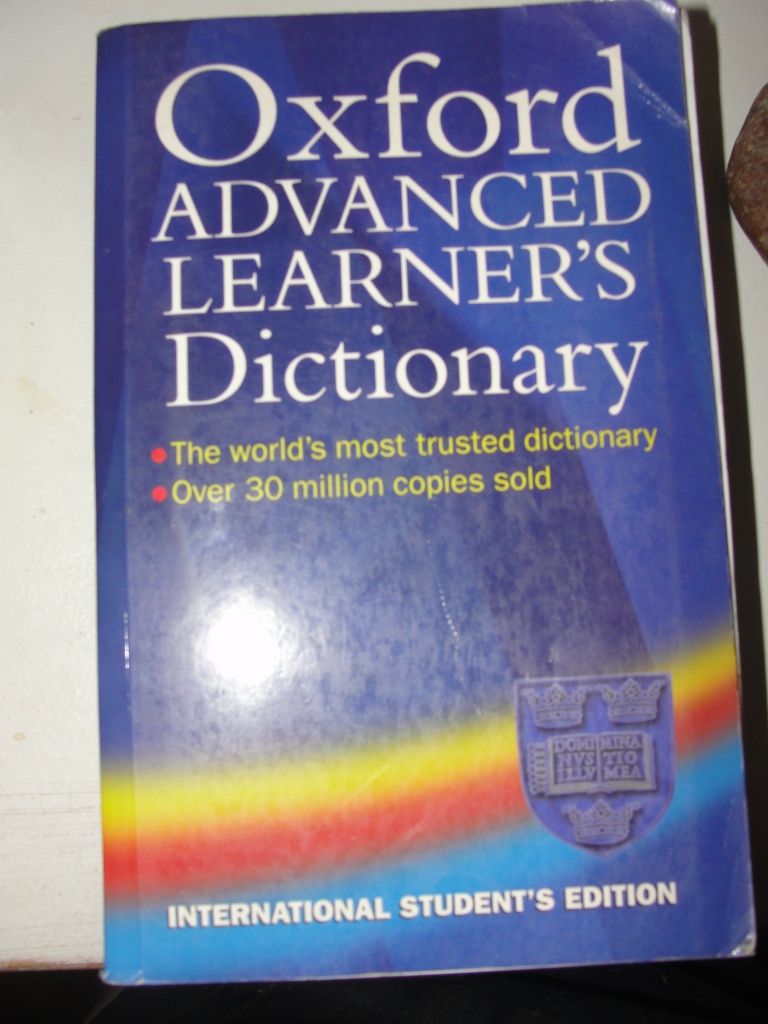 Oxford
ADVANCED
LEARNER'S
Dictionary
The world's most trusted dictionary
Over 30 million copies sold
DOMI MINA
NVS TIO
ILLV MEA
INTERNATIONAL STUDENT'S EDITION